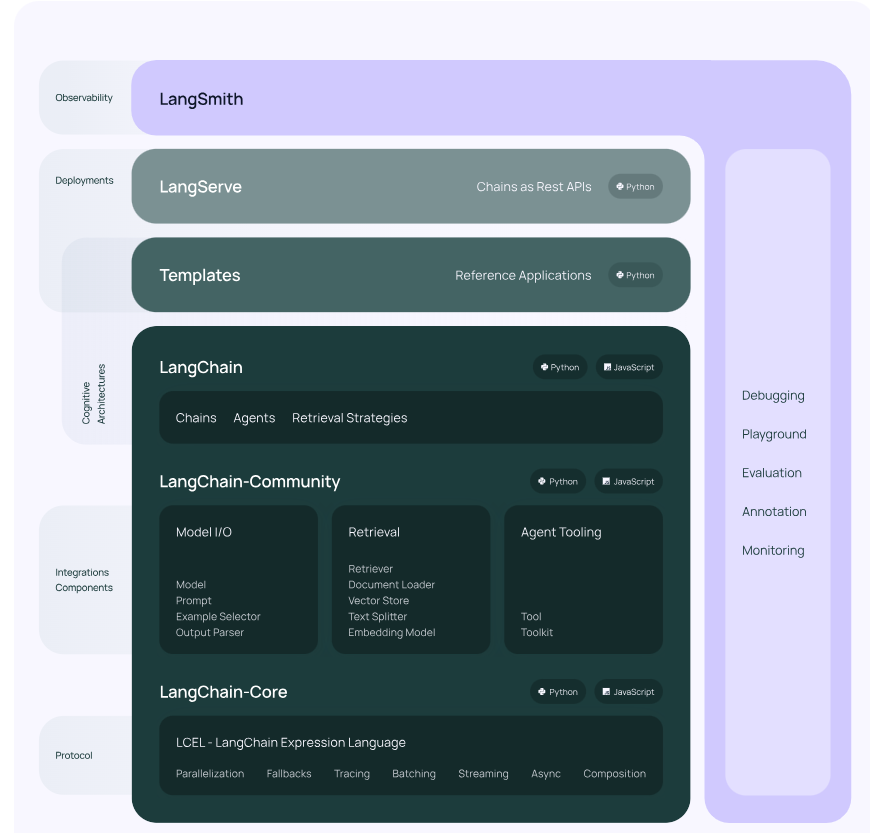 Observability
LangSmith
Deployments
LangServe
Chains as Rest APIs
Python
Templates
Reference Applications
Python
Cognitive
Architectures
LangChain
Python
JavaScript
Chains Agents Retrieval Strategies
LangChain-Community
Python
JavaScript
Integrations
Components
Model I/O
Model
Prompt
Example Selector
Output Parser
Retrieval
Retriever
Document Loader
Vector Store
Text Splitter
Embedding Model
Agent Tooling
Tool
Toolkit
LangChain-Core
Python
JavaScript
Protocol
LCEL - LangChain Expression Language
Parallelization Fallbacks Tracing Batching Streaming Async Composition
Debugging
Playground
Evaluation
Annotation
Monitoring